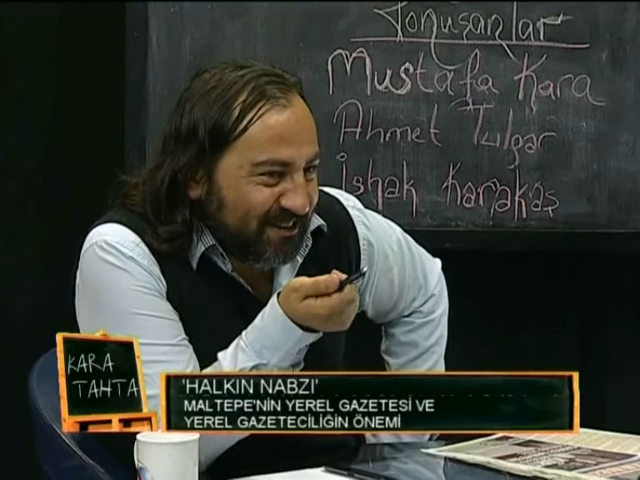 Konuşanlar
Mustafa Kara
Ahmet Tulgar
İshak Karakaş
KARA
TAHTA
'HALKIN NABZI'
MALTEPE'NİN YEREL GAZETESİ VE
YEREL GAZETECİLİĞİN ÖNEMİ